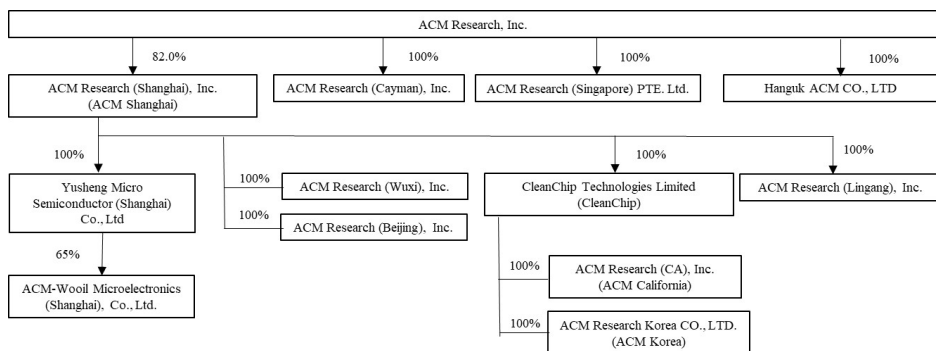 ACM Research, Inc.
82.0%
100%
100%
100%
ACM Research (Shanghai), Inc.
(ACM Shanghai)
ACM Research (Cayman), Inc.
ACM Research (Singapore) PTE. Ltd.
Hanguk ACM CO., LTD
100%
100%
100%
Yusheng Micro
Semiconductor (Shanghai)
Co., Ltd
100%
ACM Research (Wuxi), Inc.
100%
ACM Research (Beijing), Inc.
CleanChip Technologies Limited
(CleanChip)
ACM Research (Lingang), Inc.
65%
ACM-Wooil Microelectronics
(Shanghai), Co., Ltd.
100%
ACM Research (CA), Inc.
(ACM California)
100%
ACM Research Korea CO., LTD.
(ACM Korea)